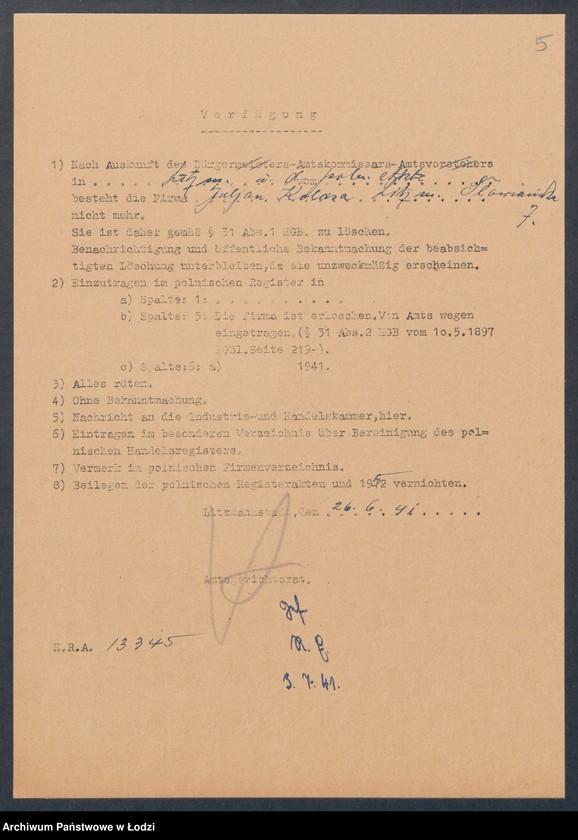 5
Verfügung
1) Nach Auskunft des Bürgermeisters-Amtskommissars-Amtsvorstehers
in . . . . . . u. d. poln.
besteht die Firma Juljan Kolasa
7.
nicht mehr.
Sie ist daher gemäß § 31 Abs.1 HGB. zu löschen.
Benachrichtigung und öffentliche Bekanntmachung der beabsich=
tigten Löschung unterbleiben,da sie unzweckmäßig erscheinen.
2) Einzutragen im polnischen Register in
a) Spalte: 1: . . . . . . . . . . .
b) Spalte: 5: Die Firma ist erloschen.Von Amts wegen
eingetragen.(§ 31 Abs.2 HGB vom 10.5.1897
RGBl.Seite 219-).
c) Spalte:6: a) 1941.
3) Alles röten.
4) Ohne Bekanntmachung.
5) Nachricht an die Industrie-und Handelskammer,hier.
6) Eintragen im besonderen Verzeichnis über Bereinigung des pol=
nischen Handelsregisters.
7) Vermerk im polnischen Firmenverzeichnis.
8) Beilegen der polnischen Registerakten und 1952 vernichten.
Litzmannstadt,den 26. 6. 41 . . . . .
Amtsgerichtsrat.
H.R.A. 13345
3. 7. 41.
Archiwum Państwowe w Łodzi